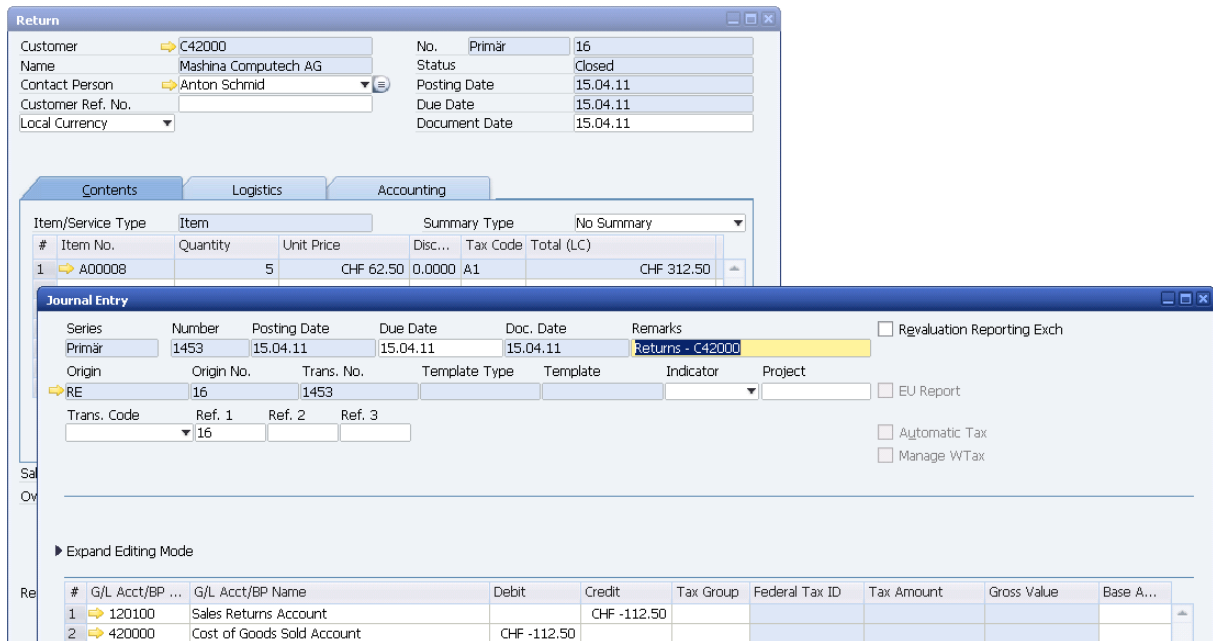 Return
Customer C42000 No. Primär 16
Name Mashina Computech AG Status Closed
Contact Person Anton Schmid Posting Date 15.04.11
Customer Ref. No. Due Date 15.04.11
Local Currency Document Date 15.04.11
Contents Logistics Accounting
Item/Service Type Item Summary Type No Summary
# Item No. Quantity Unit Price Disc... Tax Code Total (LC)
1 A00008 5 CHF 62.50 0.0000 A1 CHF 312.50
Journal Entry
Series Number Posting Date Due Date Doc. Date Remarks Revaluation Reporting Exch
Primär 1453 15.04.11 15.04.11 15.04.11 Returns - C42000
Origin Origin No. Trans. No. Template Type Template Indicator Project
RE 16 1453 EU Report
Trans. Code Ref. 1 Ref. 2 Ref. 3
16 Automatic Tax
Manage WTax
Sal
Ov
Expand Editing Mode
Re # G/L Acct/BP ... G/L Acct/BP Name Debit Credit Tax Group Federal Tax ID Tax Amount Gross Value Base A...
1 120100 Sales Returns Account CHF -112.50
2 420000 Cost of Goods Sold Account CHF -112.50